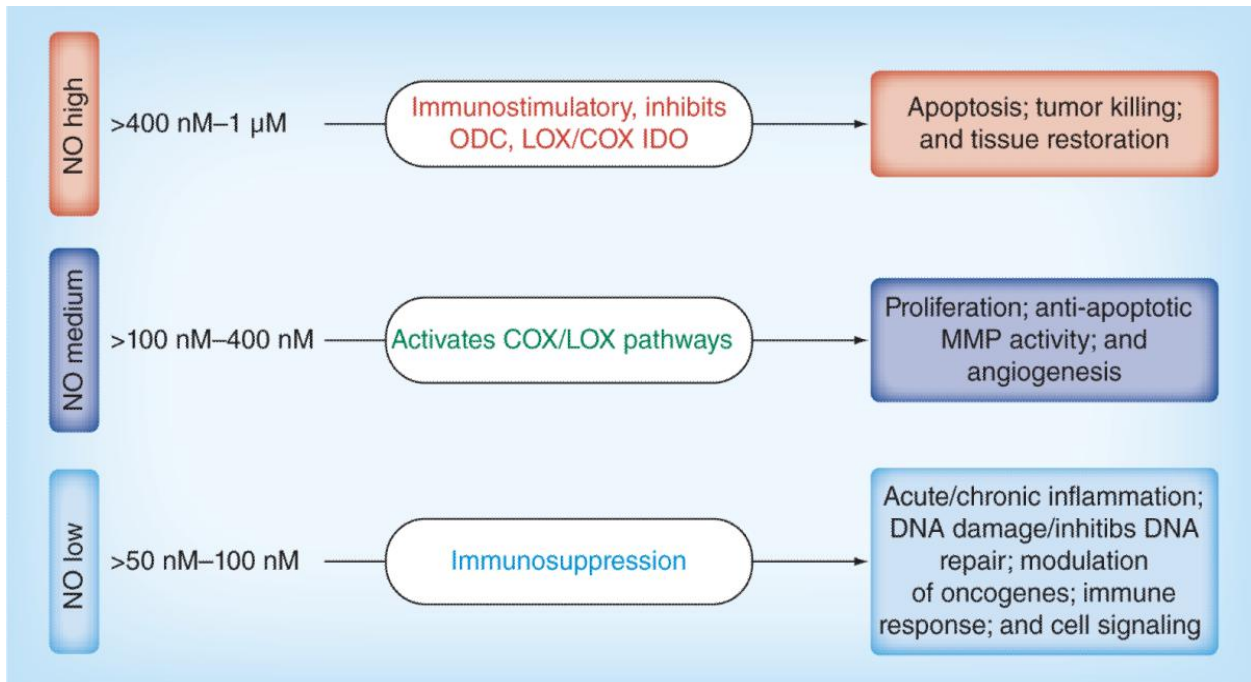 NO high
>400 nM–1 µM
Immunostimulatory, inhibits
ODC, LOX/COX IDO
Apoptosis; tumor killing;
and tissue restoration
NO medium
>100 nM–400 nM
Activates COX/LOX pathways
Proliferation; anti-apoptotic
MMP activity; and
angiogenesis
NO low
>50 nM–100 nM
Immunosuppression
Acute/chronic inflammation;
DNA damage/inhitibs DNA
repair; modulation
of oncogenes; immune
response; and cell signaling